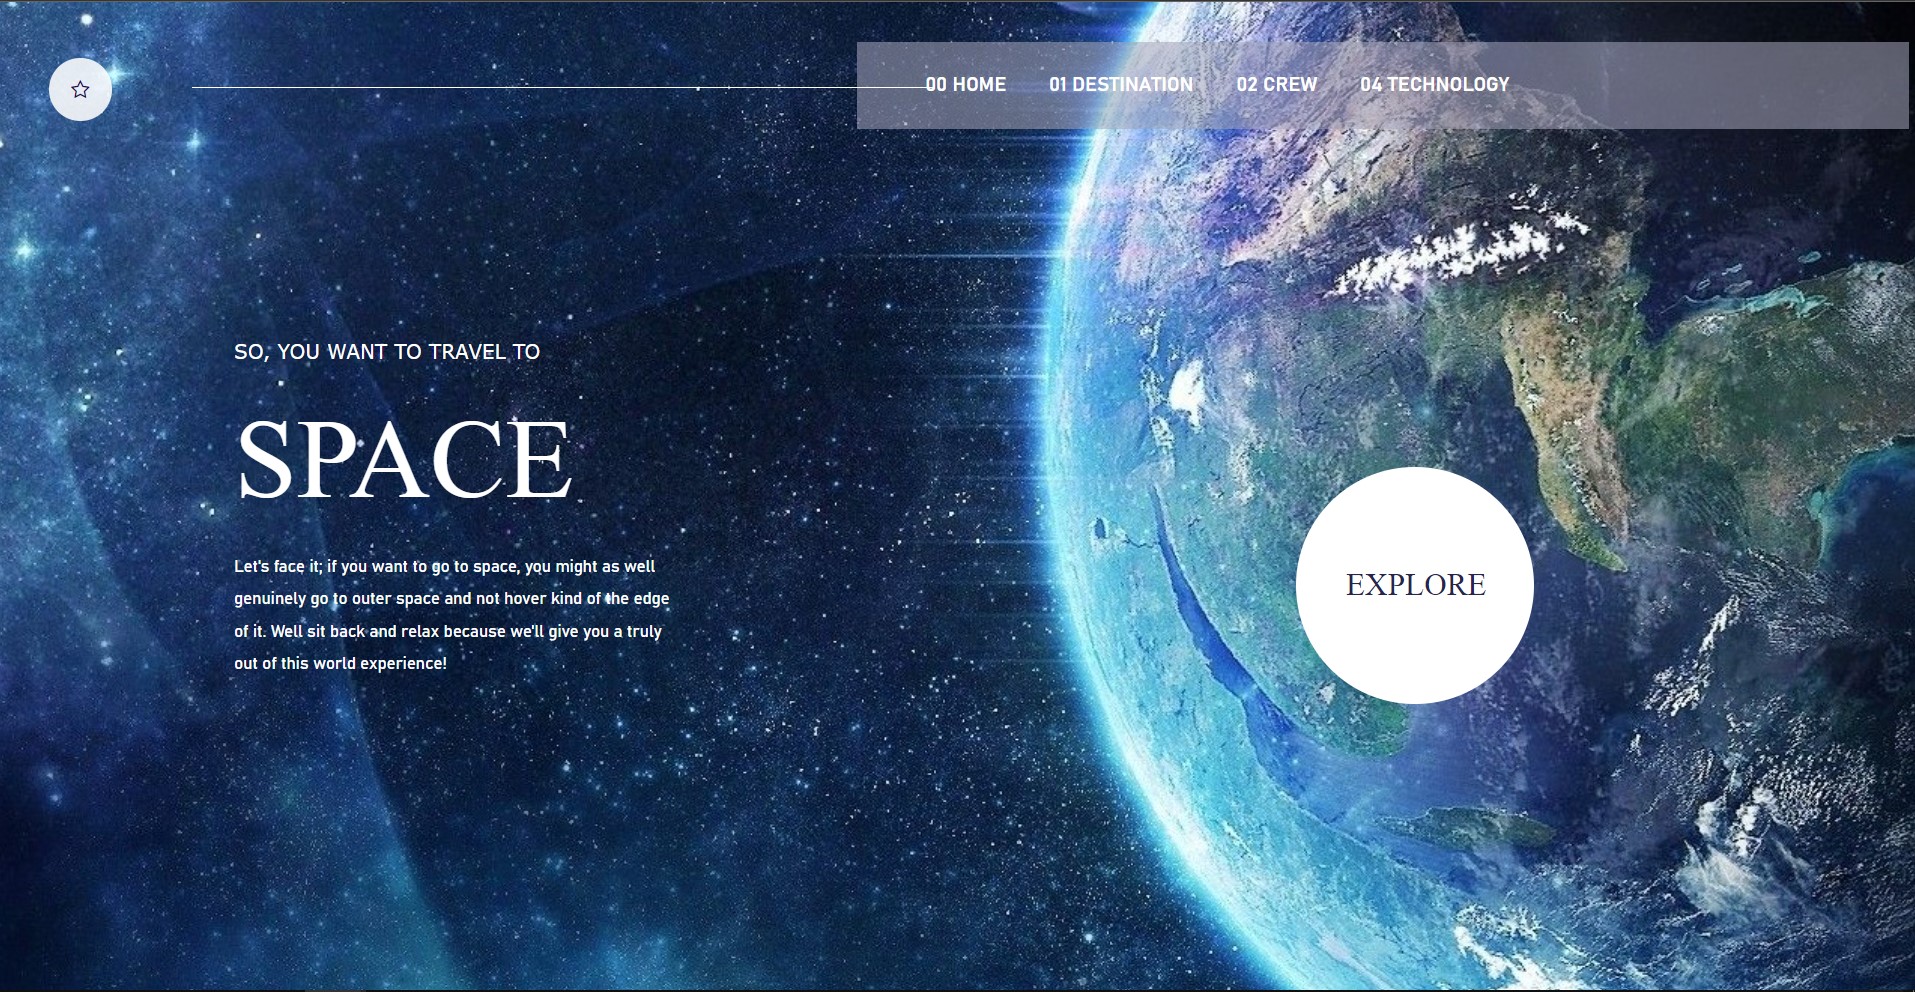 00 HOME 01 DESTINATION 02 CREW 04 TECHNOLOGY
SO, YOU WANT TO TRAVEL TO
SPACE
Let's face it; if you want to go to space, you might as well
genuinely go to outer space and not hover kind of the edge
of it. Well sit back and relax because we'll give you a truly
out of this world experience!
EXPLORE